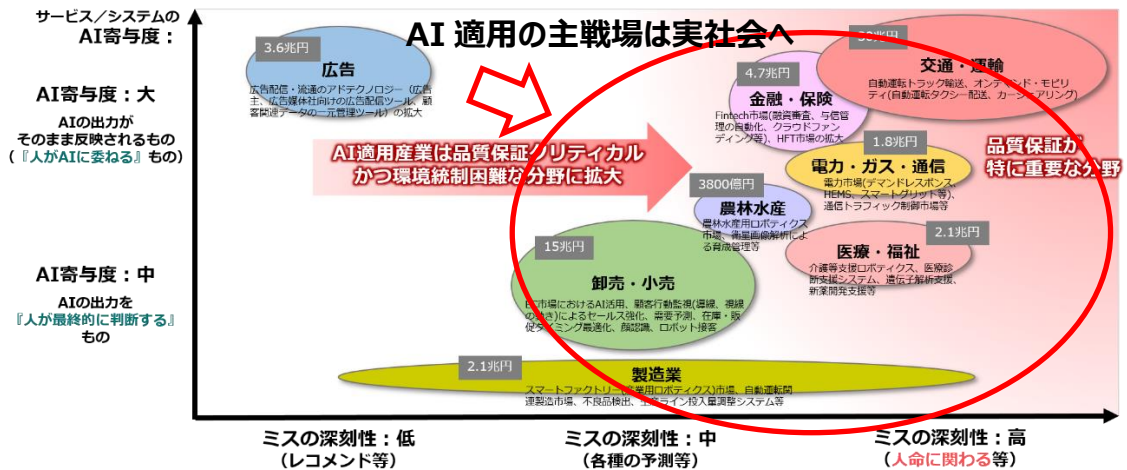 サービス／システムの
AI寄与度：
AI 適用の主戦場は実社会へ
AI寄与度：大
AIの出力が
そのまま反映されるもの
（『人がAIに委ねる』もの）
AI寄与度：中
AIの出力を
『人が最終的に判断する』
もの
3.6兆円
広告
広告配信・流通のアドテクノロジー（広告
主、広告媒体社向けの広告配信ツール、顧
客関連データの一元管理ツール）の拡大
AI適用産業は品質保証クリティカル
かつ環境統制困難な分野に拡大
4.7兆円
金融・保険
Fintech市場(融資審査、与信管
理の自動化、クラウドファン
ディング等)、HFT市場の拡大
交通・運輸
自動運転トラック輸送、オンデマンド・モビリ
ティ(自動運転タクシー配送、カーシェアリング)
1.8兆円
電力・ガス・通信
電力市場(デマンドレスポンス、
HEMS、スマートグリッド等)、
通信トラフィック制御市場等
品質保証が
特に重要な分野
3800億円
農林水産
農林水産用ロボティクス
市場、衛星画像解析によ
る育成管理等
2.1兆円
医療・福祉
介護等支援ロボティクス、医療診
断支援システム、遺伝子解析支援、
新薬開発支援等
15兆円
卸売・小売
EC市場におけるAI活用、顧客行動監視(導線、視線
の動き)によるセールス強化、需要予測、在庫・販
促タイミング最適化、顔認識、ロボット接客
2.1兆円
製造業
スマートファクトリー(産業用ロボティクス)市場、自動運転関
連製造市場、不良品検出、生産ライン投入量調整システム等
ミスの深刻性：低
（レコメンド等）
ミスの深刻性：中
（各種の予測等）
ミスの深刻性：高
（人命に関わる等）